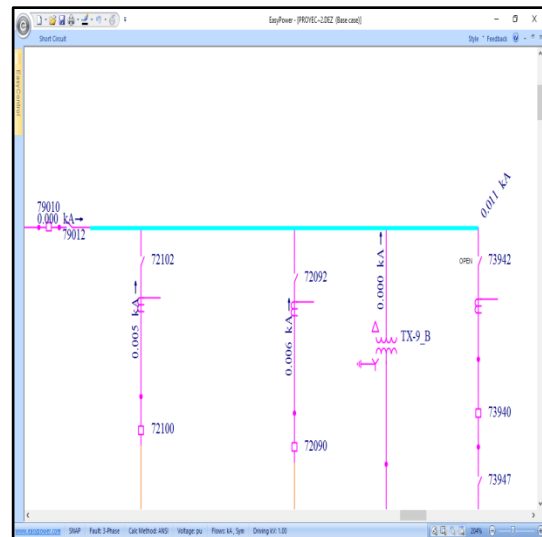 EasyPower - [PROYEC~2.DEZ (Base case)]
Short Circuit
Style
Feedback
EasyControl
0.011 kA
79010
0.000 kA→
79012
72102
72092
0.000 kA→
OPEN
73942
0.005 kA→
0.006 kA→
TX-9_B
72100
72090
73940
73947
www.easypower.com SNAP Fault: 3-Phase Calc Method: ANSI Voltage: pu Flows: kA , Sym Driving kV: 1.00
204%